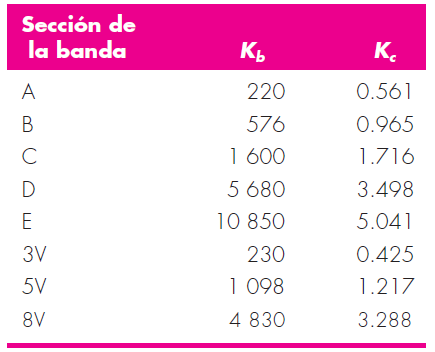 Sección de
la banda K_b K_c
A 220 0.561
B 576 0.965
C 1 600 1.716
D 5 680 3.498
E 10 850 5.041
3V 230 0.425
5V 1 098 1.217
8V 4 830 3.288